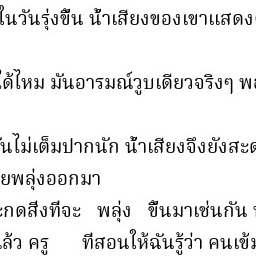 ในวันรุ่งขึ้น น้ำเสียงของเขาแสดง
ได้ไหม มันอารมณ์วูบเดียวจริงๆ
นไม่เต็มปากนัก น้ำเสียงจึงยังสะ
ยพลุ่งออกมา
ะกดสิ่งที่จะ พลุ่ง ขึ้นมาเช่นกัน
ล้ว ครู ที่สอนให้ฉันรู้ว่า คนเข้ม